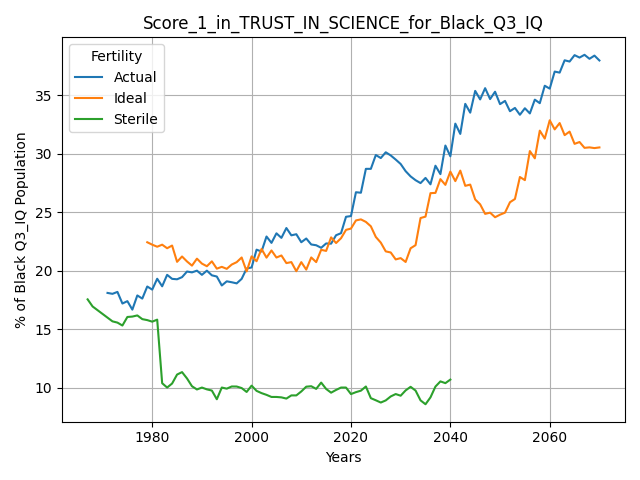 Score_1_in_TRUST_IN_SCIENCE_for_Black_Q3_IQ
Fertility
Actual
Ideal
Sterile
% of Black Q3_IQ Population
35
30
25
20
15
10
1980
2000
2020
2040
2060
Years